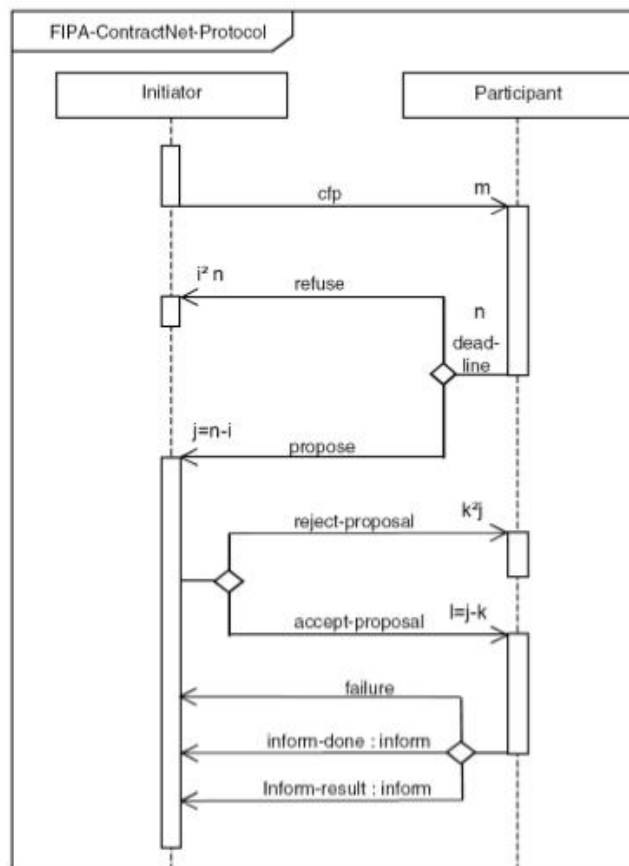 FIPA-ContractNet-Protocol
Initiator
Participant
cfp
m
i² n
refuse
n
dead-
line
j=n-i
propose
reject-proposal
k²j
accept-proposal
l=j-k
failure
inform-done : inform
Inform-result : inform